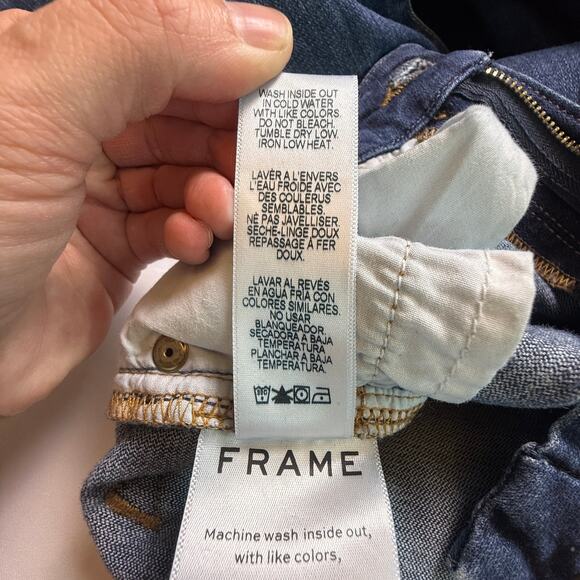 WASH INSIDE OUT
IN COLD WATER
WITH LIKE COLORS.
DO NOT BLEACH.
TUMBLE DRY LOW.
IRON LOW HEAT.
LAVÉR A L'ENVERS
L'EAU FROIDE AVEC
DES COULERUS
SEMBLABLES.
NÉ PAS JAVELLISER
SÈCHE-LINGE DOUX
REPASSAGE À FER
DOUX.
LAVAR AL REVÉS
EN AGUA FRÍA CON
COLORES SIMILARES.
NO USAR
BLANQUEADOR.
SECADORA A BAJA
TEMPERATURA
PLANCHAR A BAJA
TEMPERATURA.
FRAME
Machine wash inside out,
with like colors,